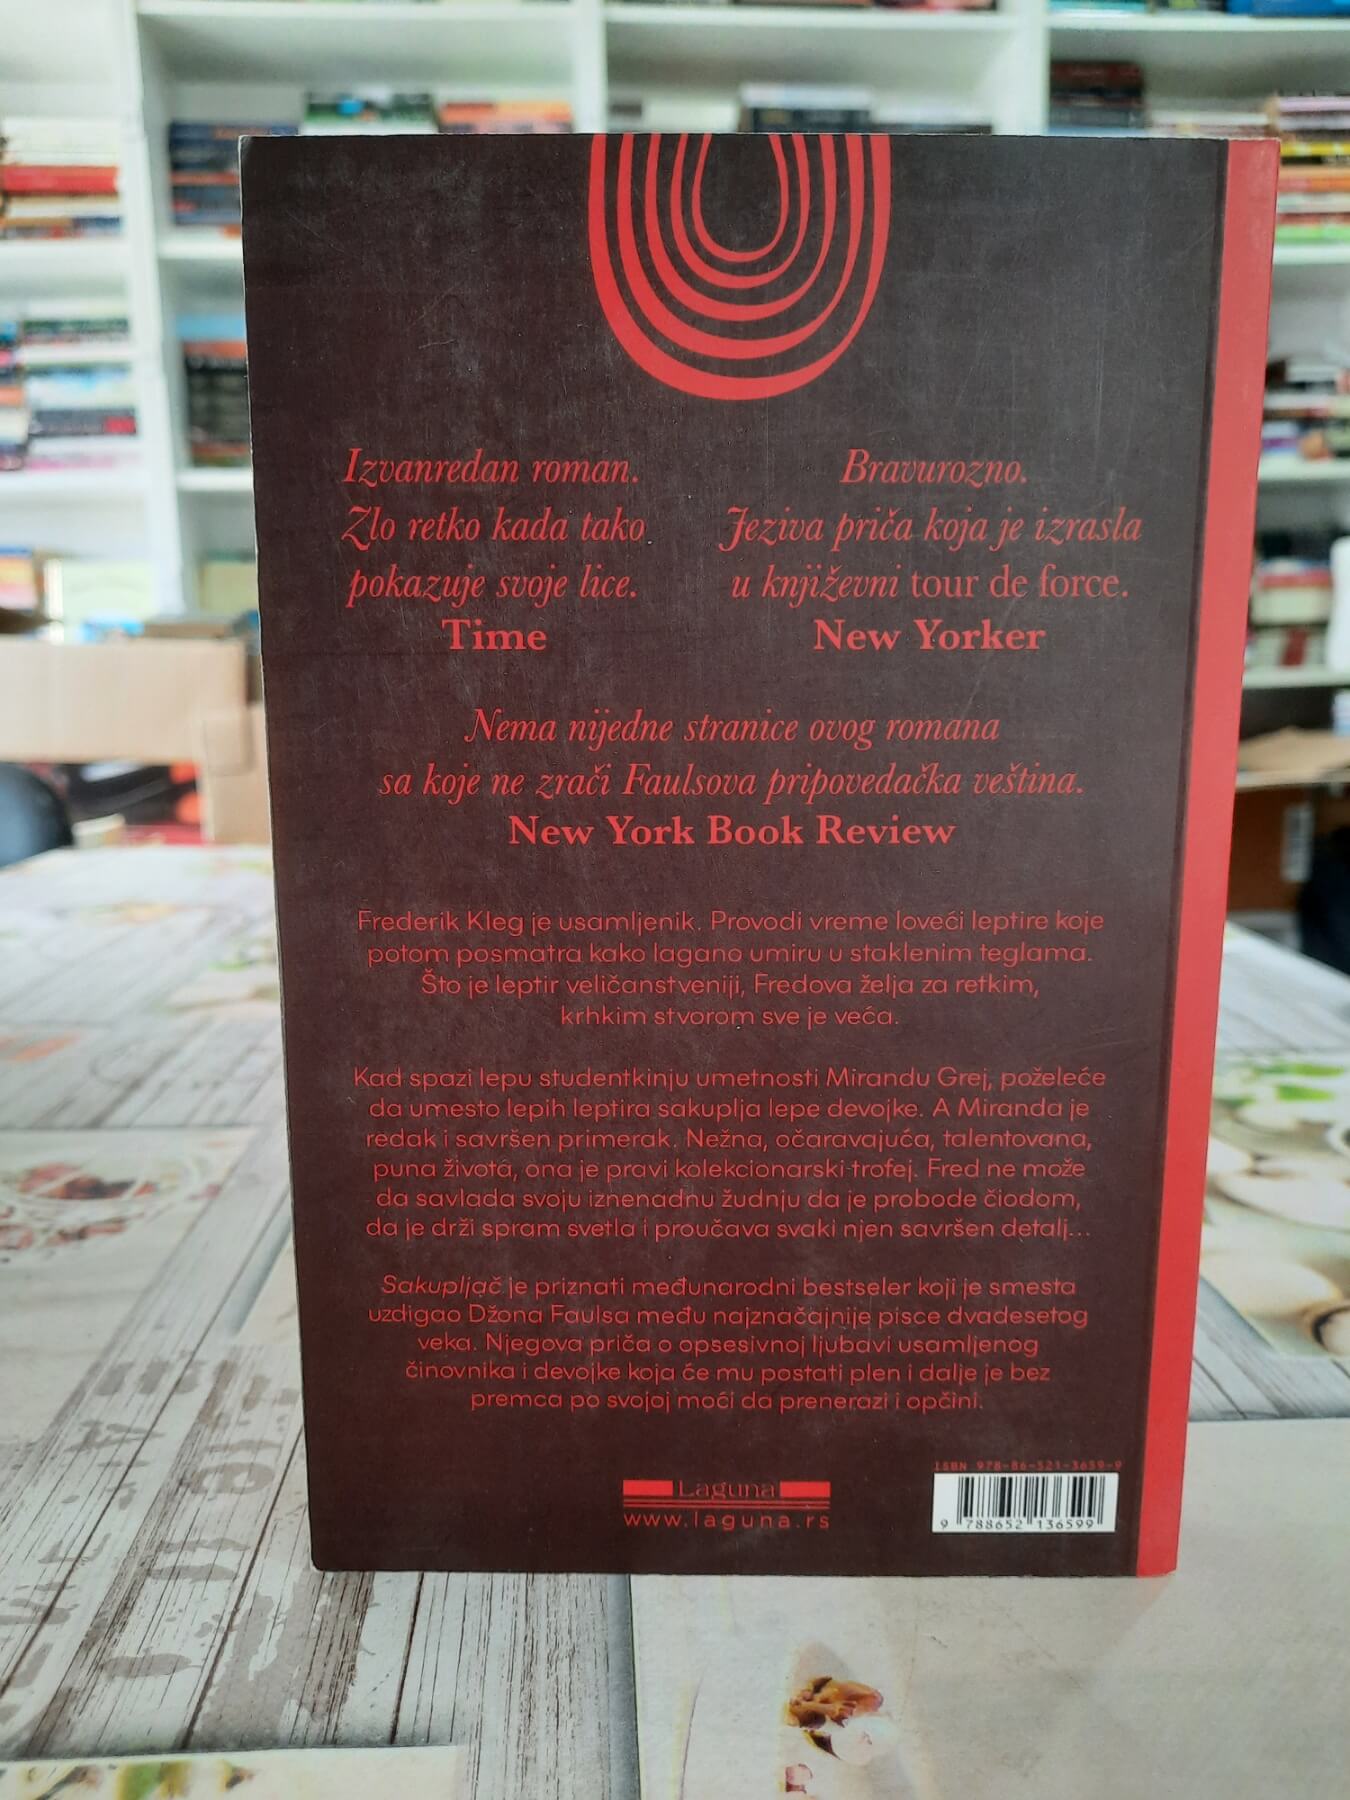 Izvanredan roman.
Zlo retko kada tako
pokazuje svoje lice.
Time
Bravurozno.
Jeziva priča koja je izrasla
u književni tour de force.
New Yorker
Nema nijedne stranice ovog romana
sa koje ne zrači Faulsova pripovedačka veština.
New York Book Review
Frederik Kleg je usamljenik. Provodi vreme loveći leptire koje
potom posmatra kako lagano umiru u staklenim teglama.
Što je leptir veličanstveniji, Fredova želja za retkim,
krhkim stvorom sve je veća.
Kad spazi lepu studentkinju umetnosti Mirandu Grej, poželeće
da umesto lepih leptira sakuplja lepe devojke. A Miranda je
redak i savršen primerak. Nežna, očaravajuća, talentovana,
puna života, ona je pravi kolekcionarski trofej. Fred ne može
da savlada svoju iznenadnu žudnju da je probode čiodom,
da je drži spram svetla i proučava svaki njen savršen detalj...
Sakupljač je priznati međunarodni bestseler koji je smesta
uzdigao Džona Faulsa među najznačajnije pisce dvadesetog
veka. Njegova priča o opsesivnoj ljubavi usamljenog
činovnika i devojke koja će mu postati plen i dalje je bez
premca po svojoj moći da prenerazi i opčini.
Laguna
www.laguna.rs
ISBN 978-86-521-3659-9
9 788652 136599